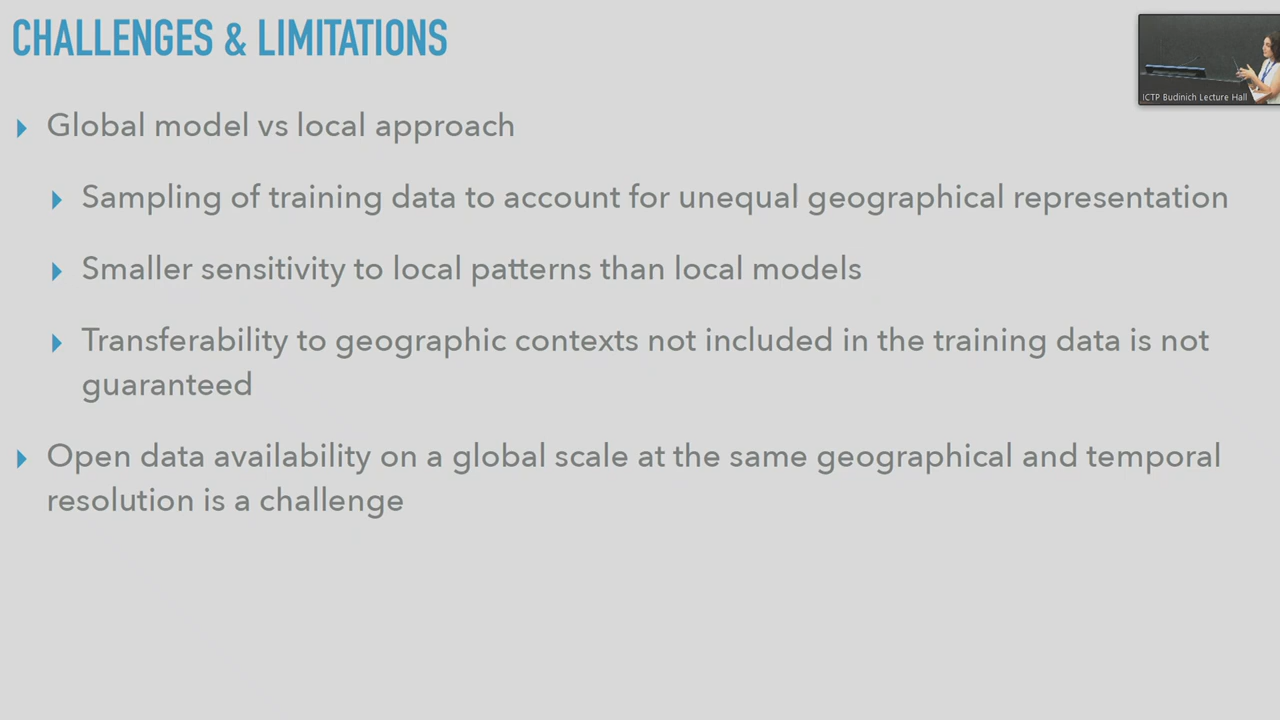 CHALLENGES & LIMITATIONS
ICTP Budinich Lecture Hall
Global model vs local approach
Sampling of training data to account for unequal geographical representation
Smaller sensitivity to local patterns than local models
Transferability to geographic contexts not included in the training data is not
guaranteed
Open data availability on a global scale at the same geographical and temporal
resolution is a challenge